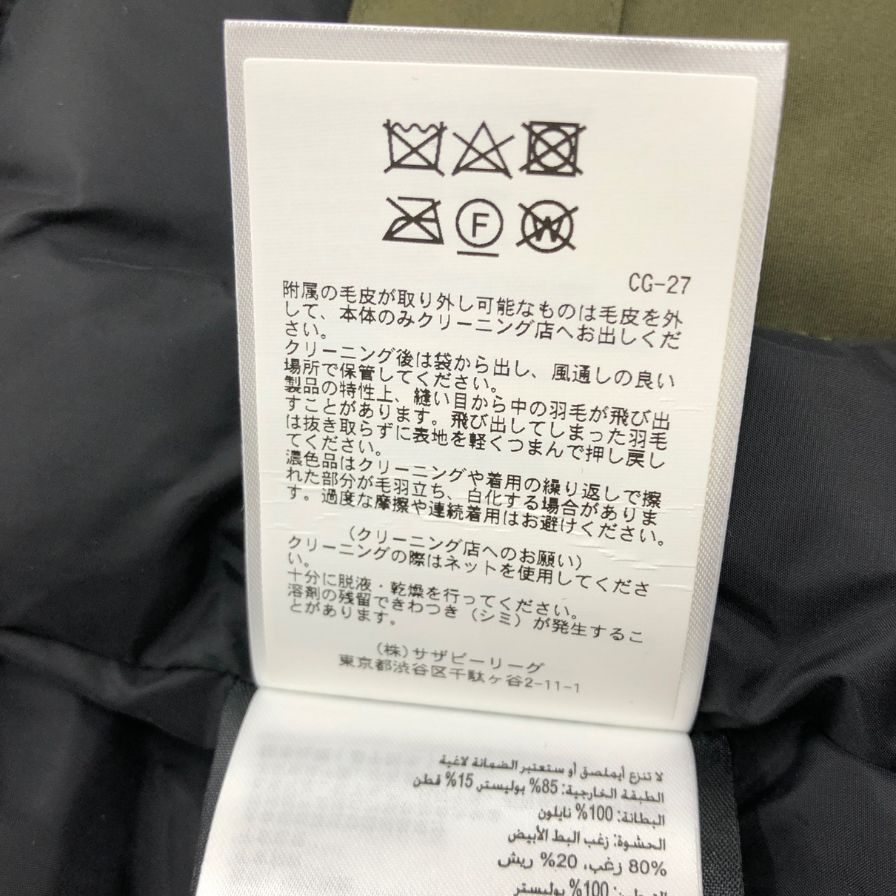 F
W
CG-27
附属の毛皮が取り外し可能なものは毛皮を外
して、本体のみクリーニング店へお出しくだ
さい。
クリーニング後は袋から出し、風通しの良い
場所で保管してください。
製品の特性上、縫い目から中の羽毛が飛び出
すことがあります。飛び出してしまった羽毛
は抜き取らずに表地を軽くつまんで押し戻し
てください。
濃色品はクリーニングや着用の繰り返しで擦
れた部分が毛羽立ち、白化する場合がありま
す。過度な摩擦や連続着用はお避けください。
（クリーニング店へのお願い）
クリーニングの際はネットを使用してくださ
い。
十分に脱液・乾燥を行ってください。
溶剤の残留できわつき（シミ）が発生するこ
とがあります。
（株）サザビーリーグ
東京都渋谷区千駄ヶ谷2-11-1
لا تنزع أيملصق أو ستعتبر الضمانة لاغية
الطبقة الخارجية: 85% بوليستر 15% قطن
البطانة: 100% نايلون
الحشوة: زغب البط الأبيض
80% زغب، 20% ريش
100% بوليستر